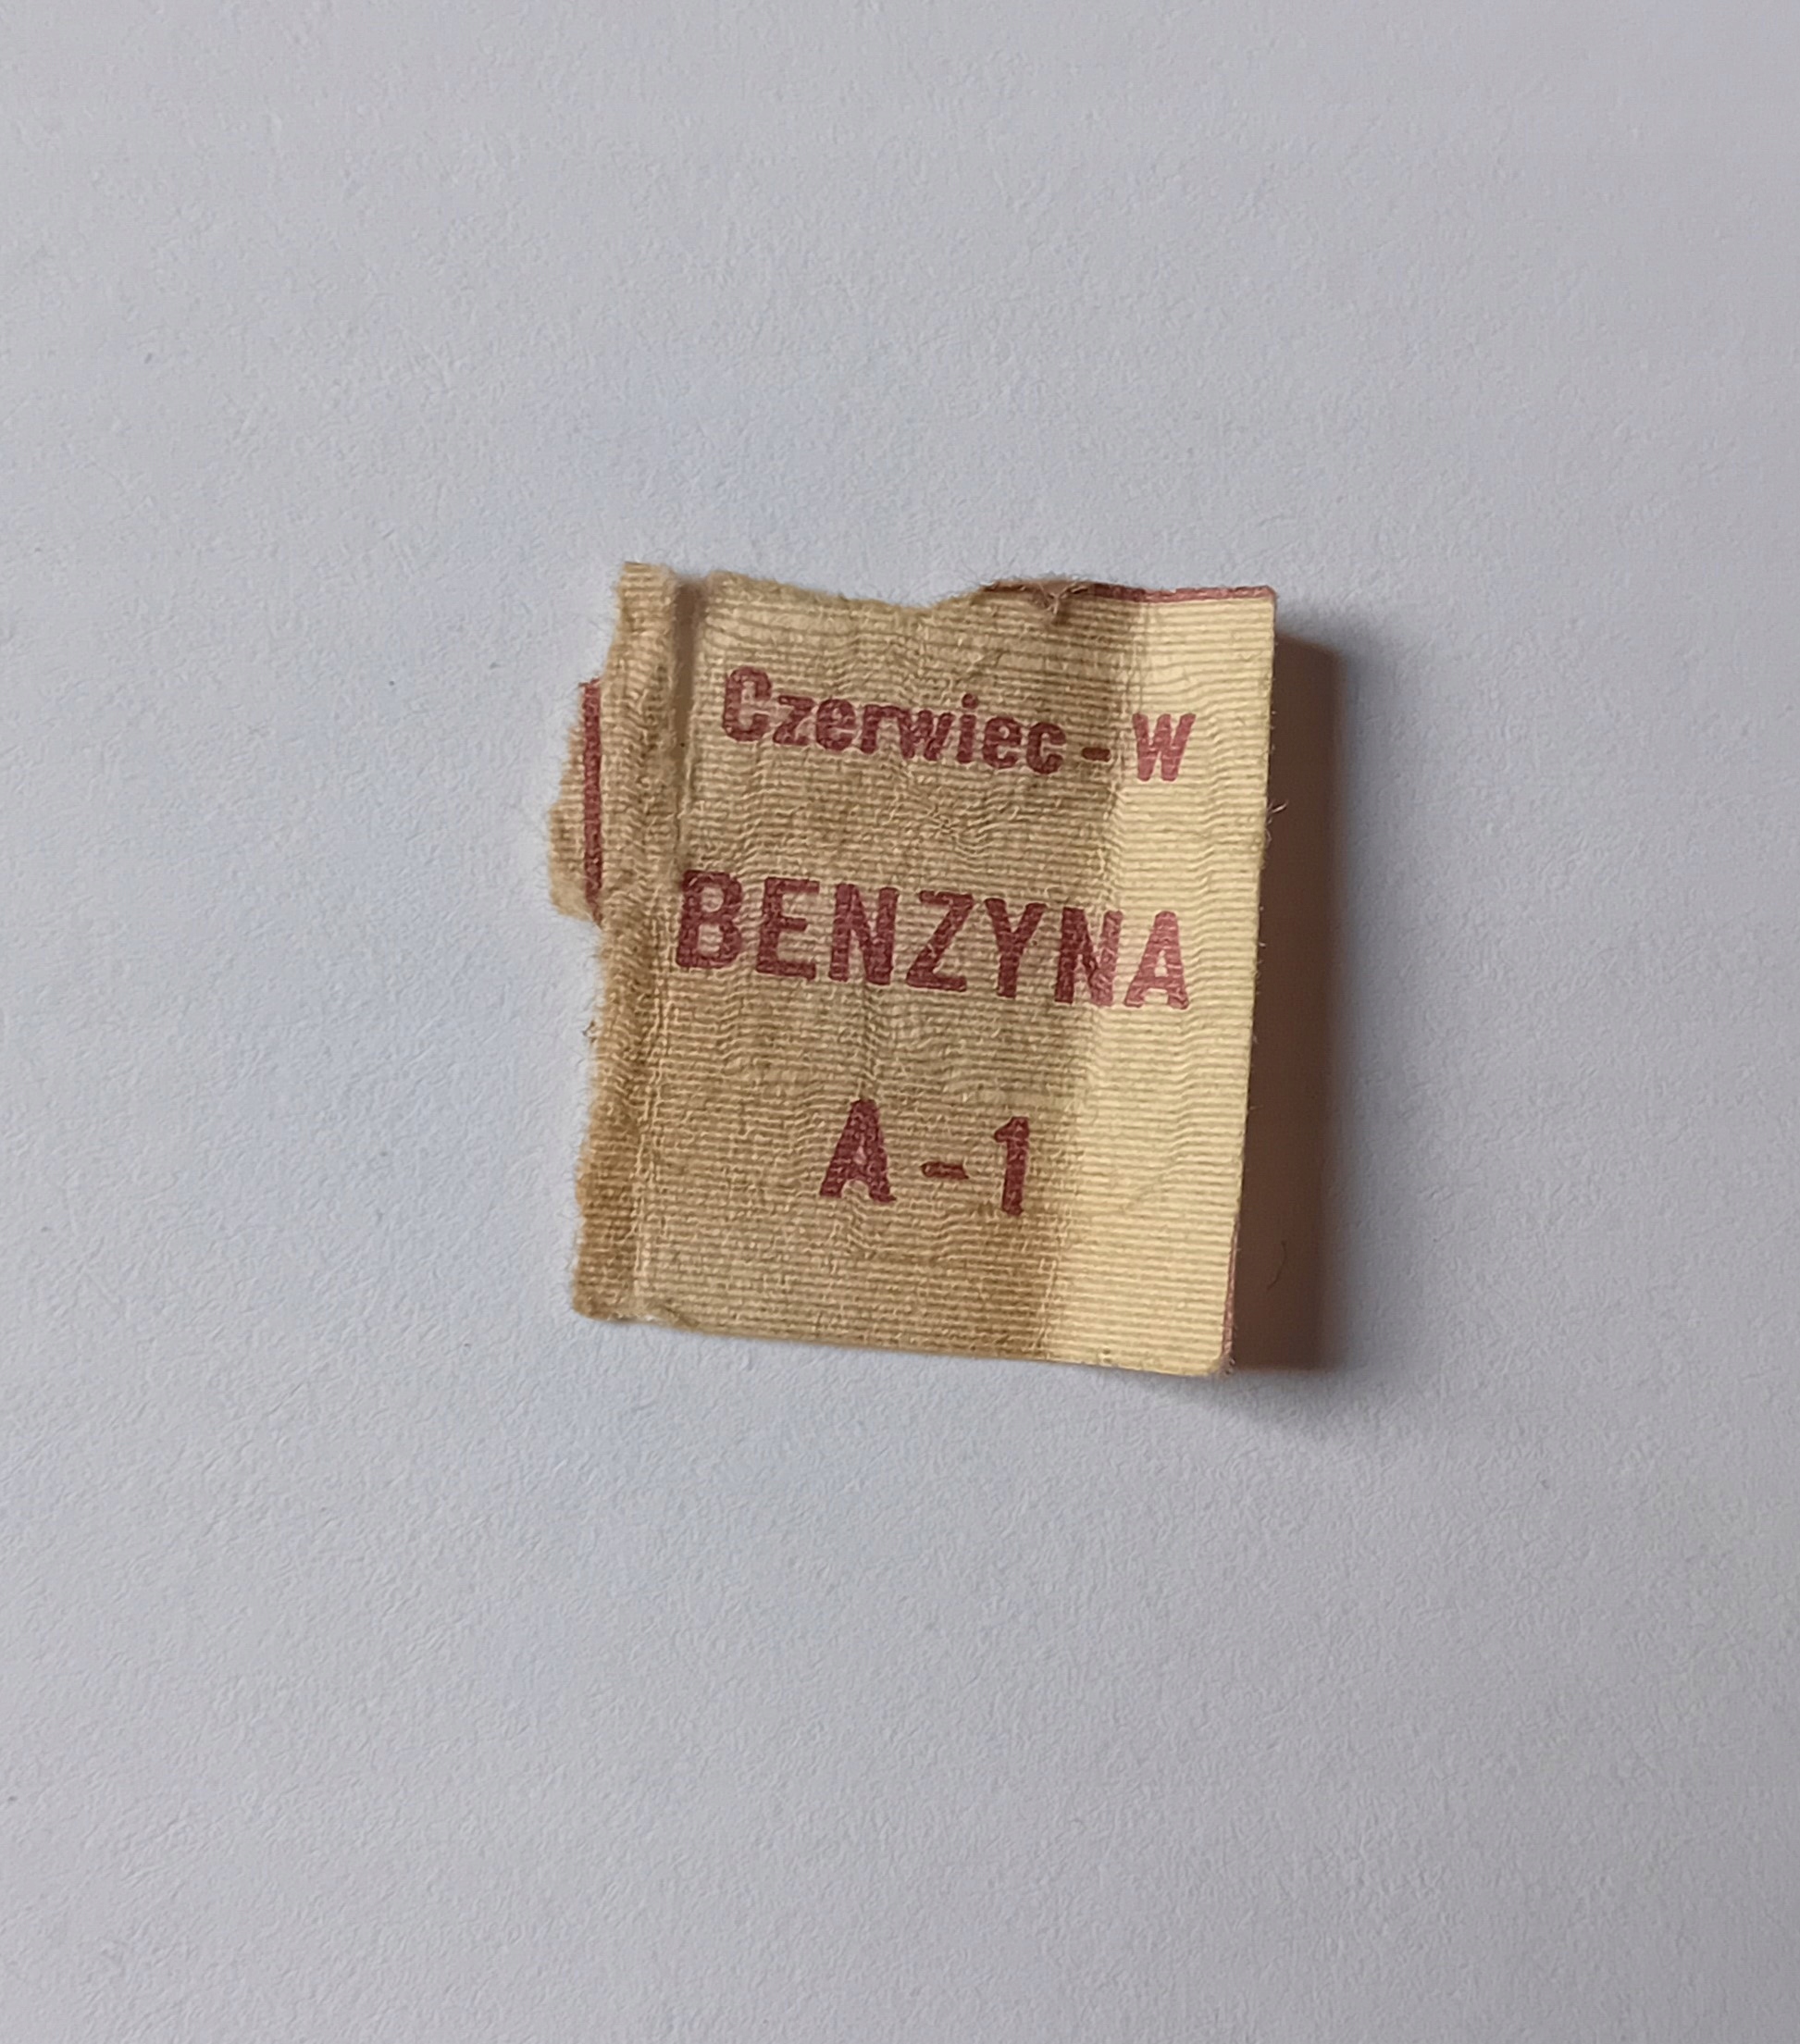 Czerwiec - W
BENZYNA
A - 1